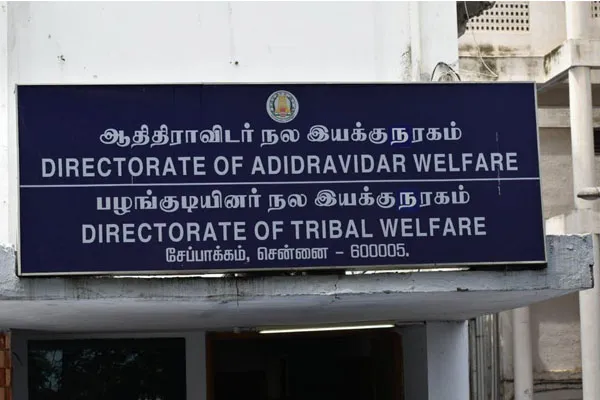 ஆதிதிராவிடர் நல இயக்குநரகம்
DIRECTORATE OF ADIDRAVIDAR WELFARE
பழங்குடியினர் நல இயக்குநரகம்
DIRECTORATE OF TRIBAL WELFARE
சேப்பாக்கம், சென்னை - 600005.